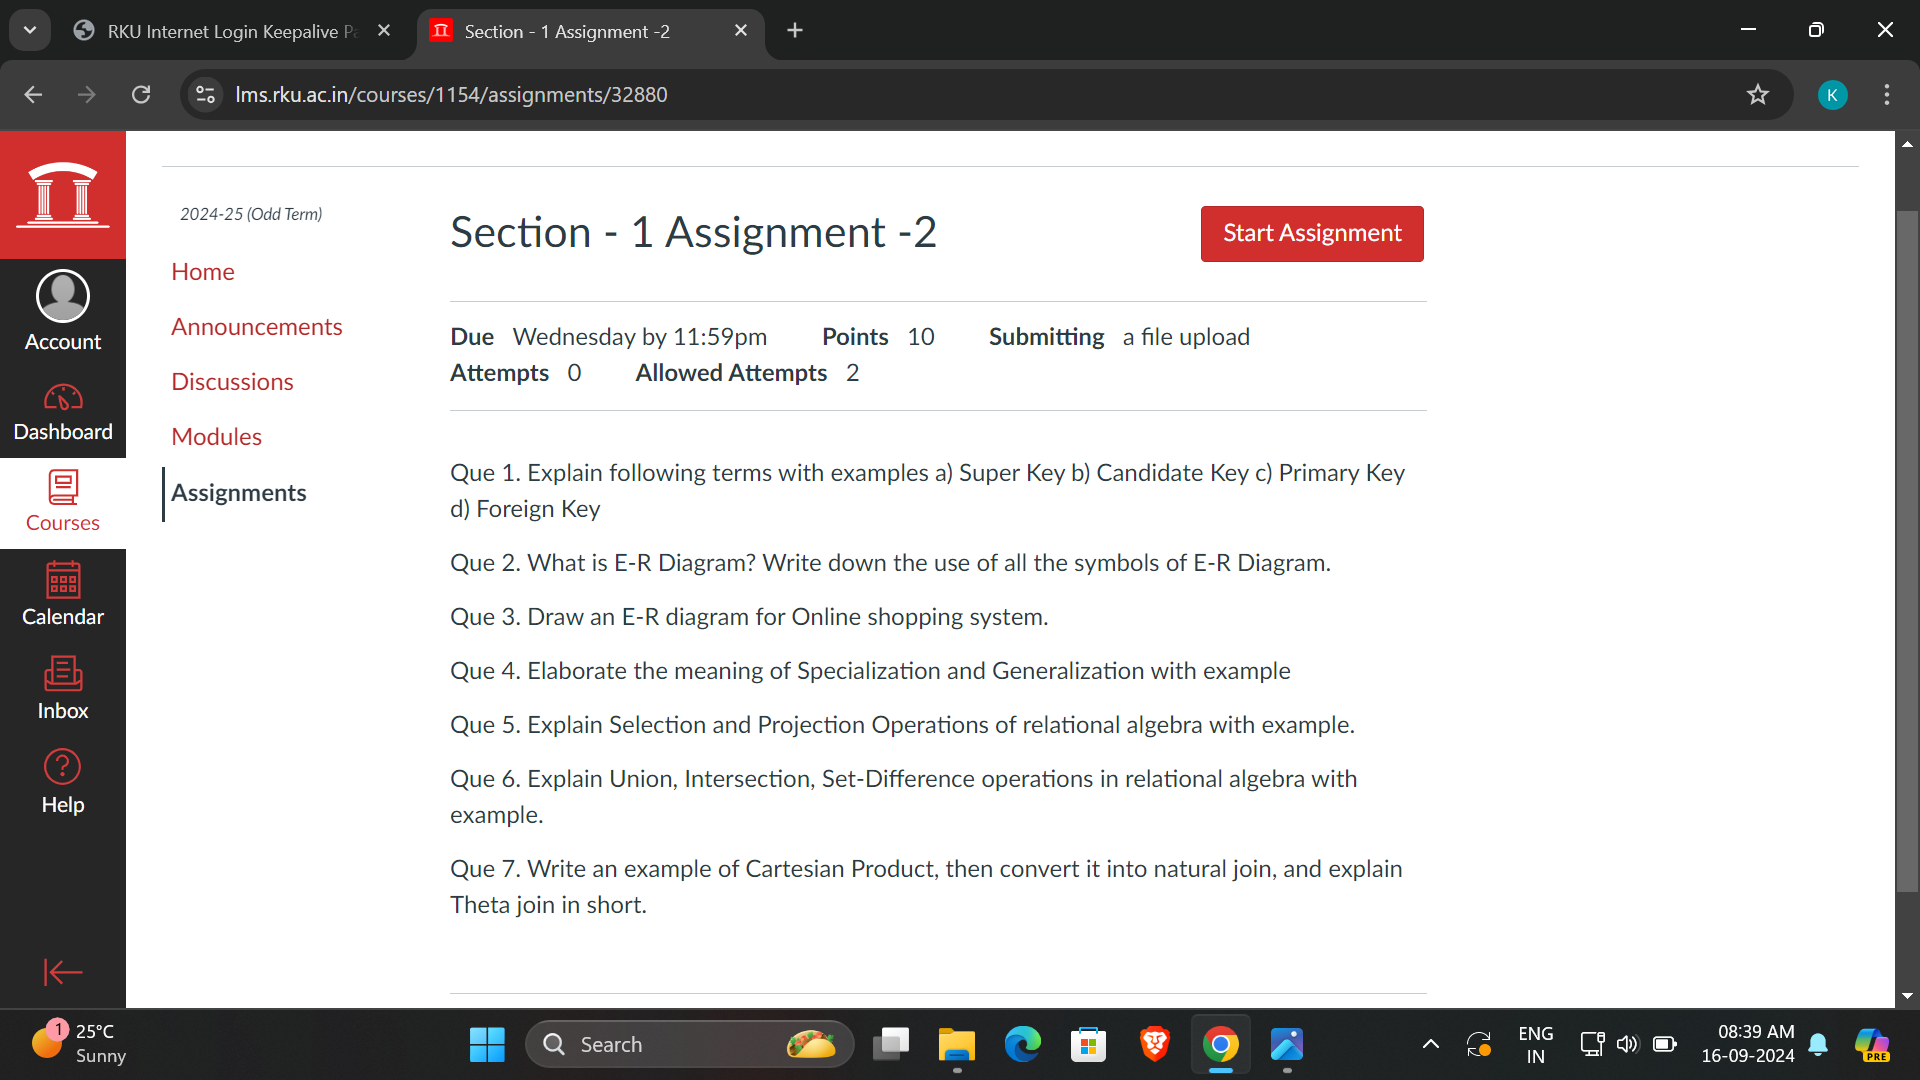 RKU Internet Login Keepalive Pa
Section - 1 Assignment -2
lms.rku.ac.in/courses/1154/assignments/32880
K
Account
Dashboard
Courses
Calendar
Inbox
Help
2024-25 (Odd Term)
Home
Announcements
Discussions
Modules
Assignments
Section - 1 Assignment -2
Start Assignment
Due Wednesday by 11:59pm Points 10 Submitting a file upload
Attempts 0 Allowed Attempts 2
Que 1. Explain following terms with examples a) Super Key b) Candidate Key c) Primary Key
d) Foreign Key
Que 2. What is E-R Diagram? Write down the use of all the symbols of E-R Diagram.
Que 3. Draw an E-R diagram for Online shopping system.
Que 4. Elaborate the meaning of Specialization and Generalization with example
Que 5. Explain Selection and Projection Operations of relational algebra with example.
Que 6. Explain Union, Intersection, Set-Difference operations in relational algebra with
example.
Que 7. Write an example of Cartesian Product, then convert it into natural join, and explain
Theta join in short.
1
25°C
Sunny
Search
ENG
IN
08:39 AM
16-09-2024
PRE